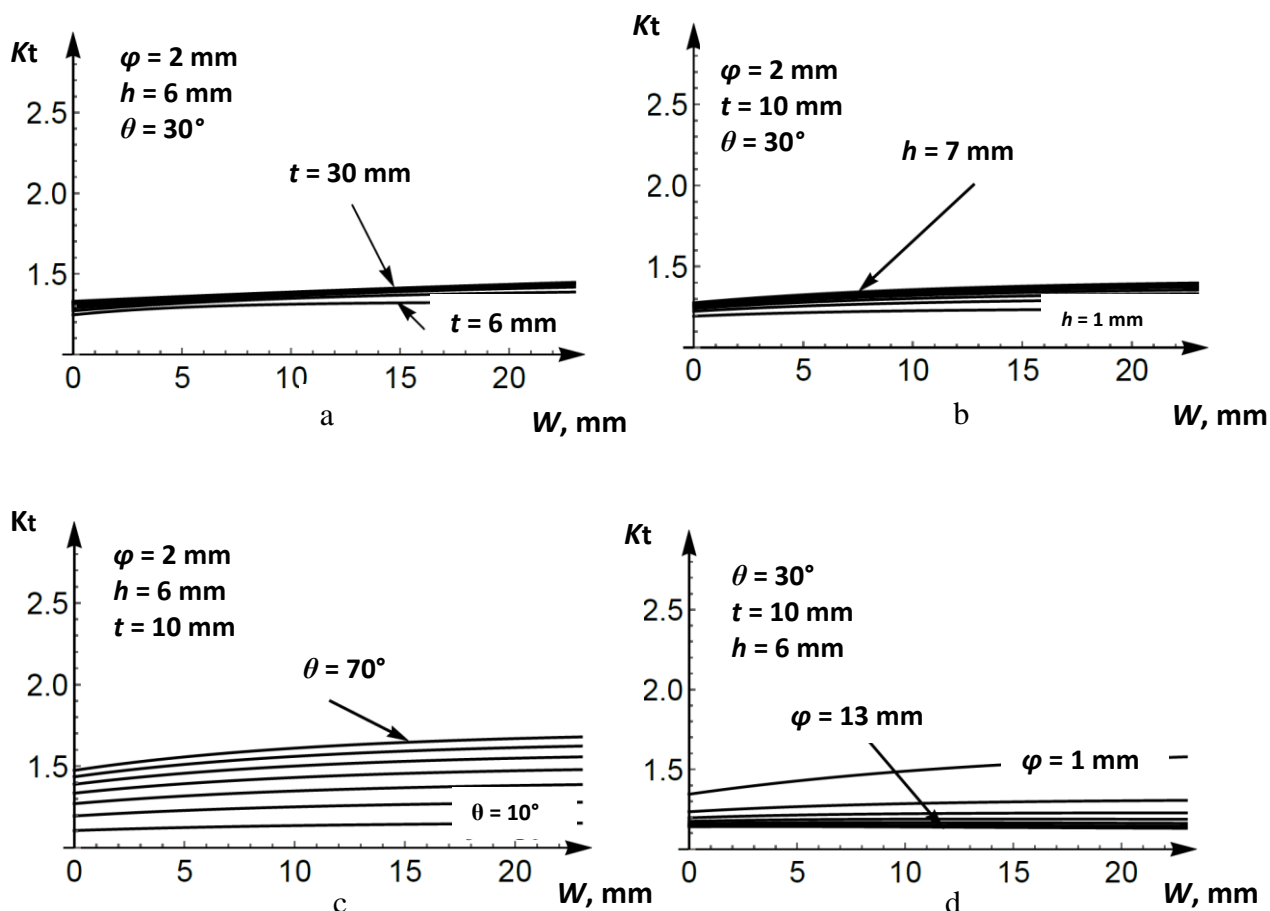 Kt
φ = 2 mm
h = 6 mm
θ = 30°
2.5
t = 30 mm
2.0
1.5
t = 6 mm
0 5 10 15 20
a
W, mm
Kt
φ = 2 mm
t = 10 mm
θ = 30°
2.5
h = 7 mm
2.0
1.5
h = 1 mm
0 5 10 15 20
b
W, mm
Kt
φ = 2 mm
h = 6 mm
t = 10 mm
2.5
θ = 70°
2.0
1.5
θ = 10°
0 5 10 15 20
c
W, mm
Kt
θ = 30°
t = 10 mm
h = 6 mm
2.5
2.0
φ = 13 mm
φ = 1 mm
1.5
0 5 10 15 20
d
W, mm